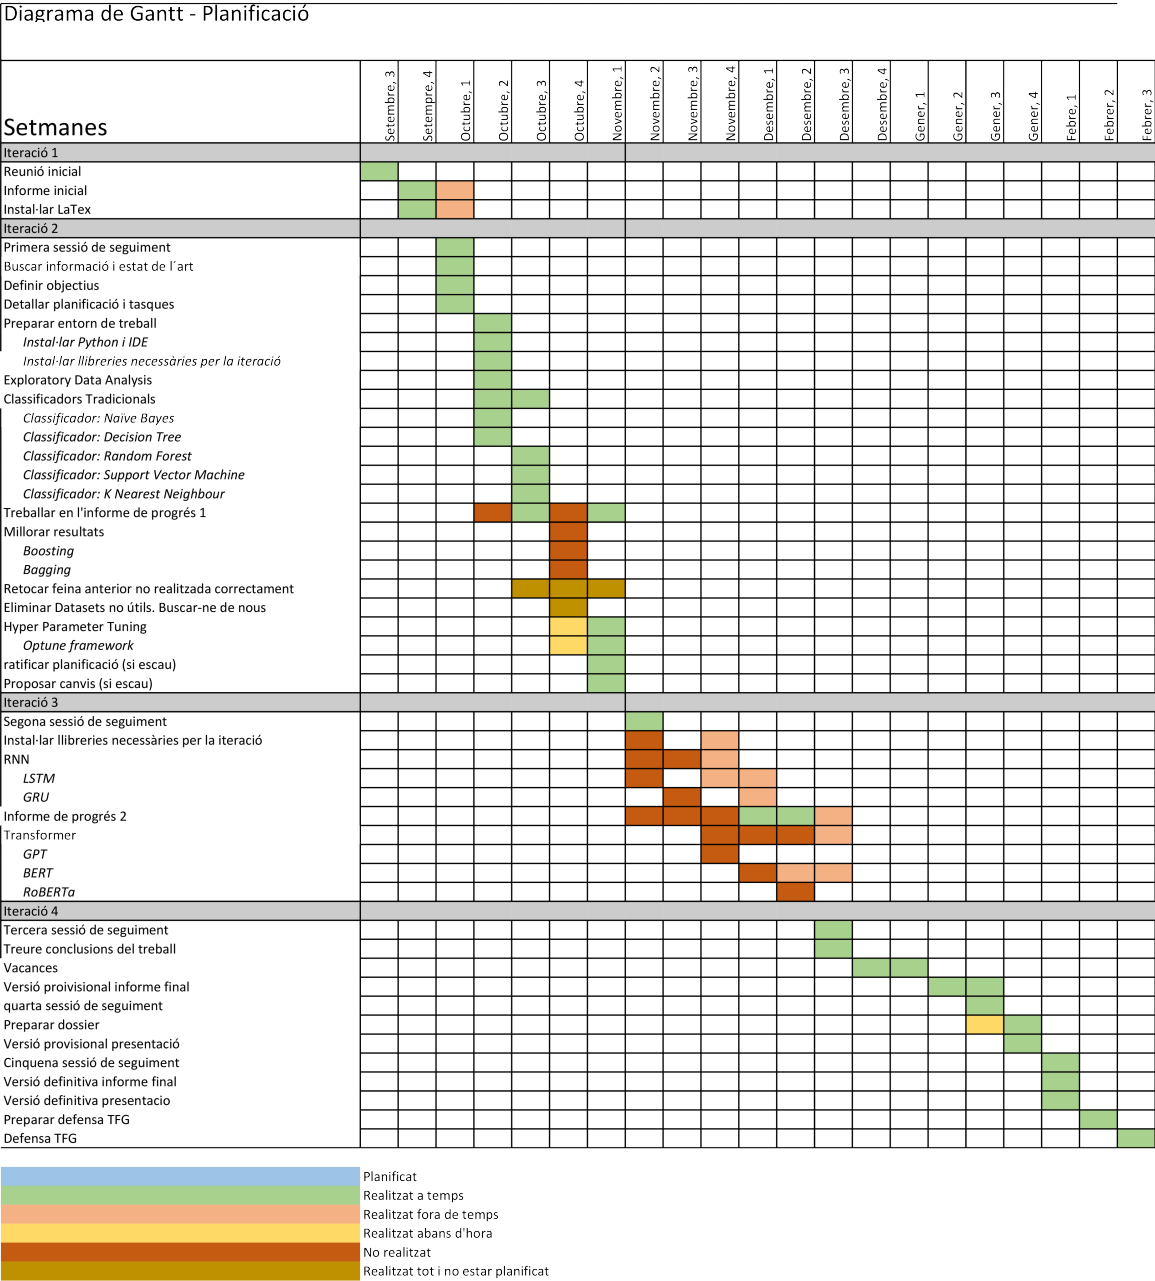 Diagrama de Gantt - Planificació
Setmanes
Setembre, 3
Setempre, 4
Octubre, 1
Octubre, 2
Octubre, 3
Octubre, 4
Novembre, 1
Novembre, 2
Novembre, 3
Novembre, 4
Desembre, 1
Desembre, 2
Desembre, 3
Desembre, 4
Gener, 1
Gener, 2
Gener, 3
Gener, 4
Febre, 1
Febrer, 2
Febrer, 3
Iteració 1
Reunió inicial
Informe inicial
Instal·lar LaTex
Iteració 2
Primera sessió de seguiment
Buscar informació i estat de l´art
Definir objectius
Detallar planificació i tasques
Preparar entorn de treball
Instal·lar Python i IDE
Instal·lar llibreries necessàries per la iteració
Exploratory Data Analysis
Classificadors Tradicionals
Classificador: Naïve Bayes
Classificador: Decision Tree
Classificador: Random Forest
Classificador: Support Vector Machine
Classificador: K Nearest Neighbour
Treballar en l'informe de progrés 1
Millorar resultats
Boosting
Bagging
Retocar feina anterior no realitzada correctament
Eliminar Datasets no útils. Buscar-ne de nous
Hyper Parameter Tuning
Optune framework
ratificar planificació (si escau)
Proposar canvis (si escau)
Iteració 3
Segona sessió de seguiment
Instal·lar llibreries necessàries per la iteració
RNN
LSTM
GRU
Informe de progrés 2
Transformer
GPT
BERT
RoBERTa
Iteració 4
Tercera sessió de seguiment
Treure conclusions del treball
Vacances
Versió proivisional informe final
quarta sessió de seguiment
Preparar dossier
Versió provisional presentació
Cinquena sessió de seguiment
Versió definitiva informe final
Versió definitiva presentacio
Preparar defensa TFG
Defensa TFG
Planificat
Realitzat a temps
Realitzat fora de temps
Realitzat abans d'hora
No realitzat
Realitzat tot i no estar planificat